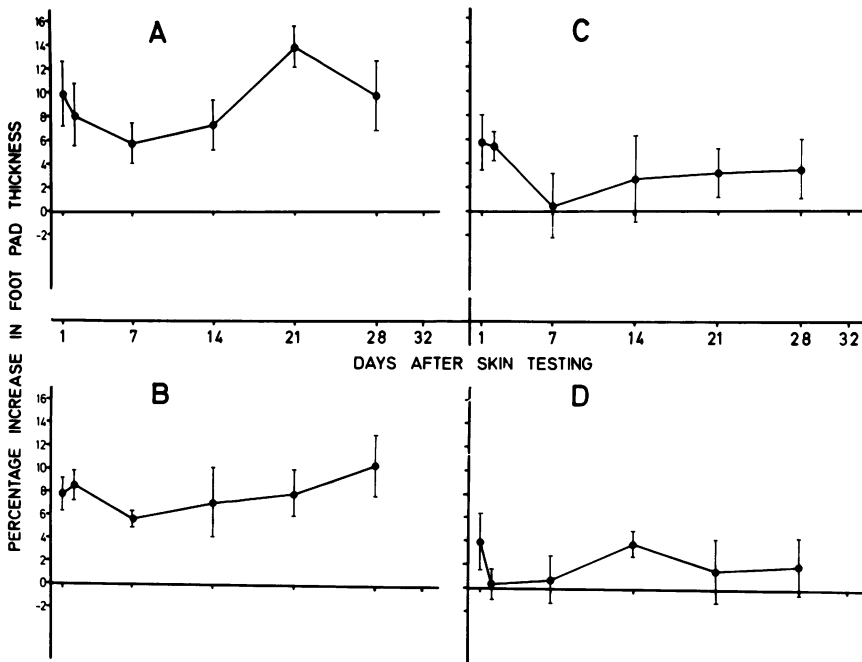 PERCENTAGE INCREASE IN FOOT PAD THICKNESS
A
16
14
12
10
8
6
4
2
0
-2
C
1 7 14 21 28 32
1 7 14 21 28 32
DAYS AFTER SKIN TESTING
B
16
14
12
10
8
6
4
2
0
-2
D